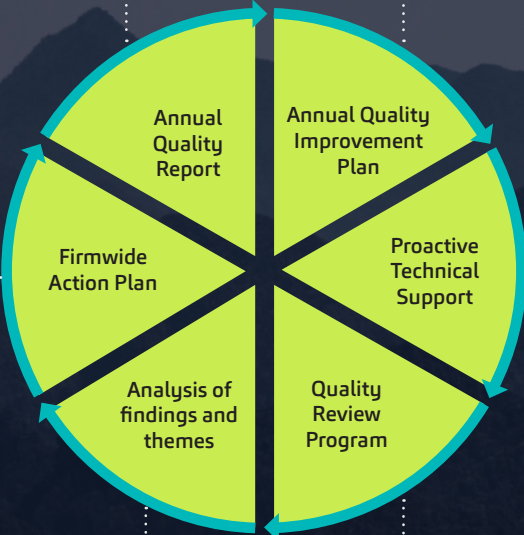 Annual
Quality
Report
Annual Quality
Improvement
Plan
Firmwide
Action Plan
Proactive
Technical
Support
Analysis of
findings and
themes
Quality
Review
Program